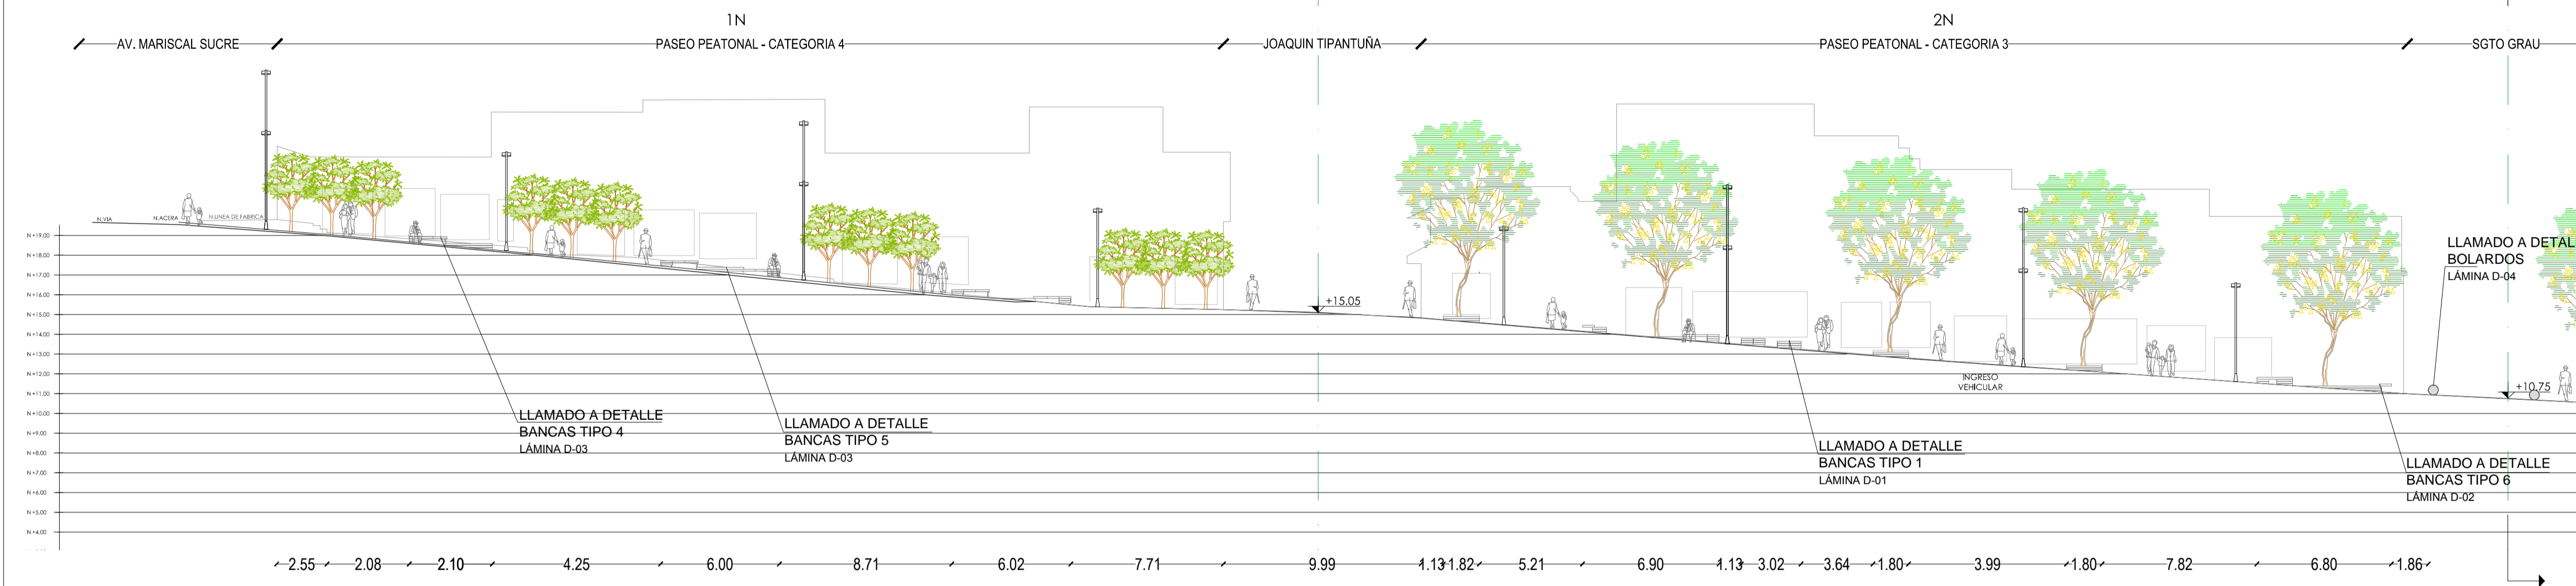 1N
2N
AV. MARISCAL SUCRE
PASEO PEATONAL - CATEGORIA 4
JOAQUIN TIPANTUÑA
PASEO PEATONAL - CATEGORIA 3
SGTO GRAU
N.VIA
N.ACERA
N.LINEA DE FABRICA
N +19.00
N +18.00
N +17.00
N +16.00
N +15.00
N +14.00
N +13.00
N +12.00
N +11.00
N +10.00
N +9.00
N +8.00
N +7.00
N +6.00
N +5.00
N +4.00
+15.05
LLAMADO A DETAL
BOLARDOS
LÁMINA D-04
INGRESO
VEHICULAR
+10.75
LLAMADO A DETALLE
BANCAS TIPO 4
LÁMINA D-03
LLAMADO A DETALLE
BANCAS TIPO 5
LÁMINA D-03
LLAMADO A DETALLE
BANCAS TIPO 1
LÁMINA D-01
LLAMADO A DETALLE
BANCAS TIPO 6
LÁMINA D-02
2.55 2.08 2.10 4.25 6.00 8.71 6.02 7.71 9.99 1.13 1.82 5.21 6.90 1.13 3.02 3.64 1.80 3.99 1.80 7.82 6.80 1.86